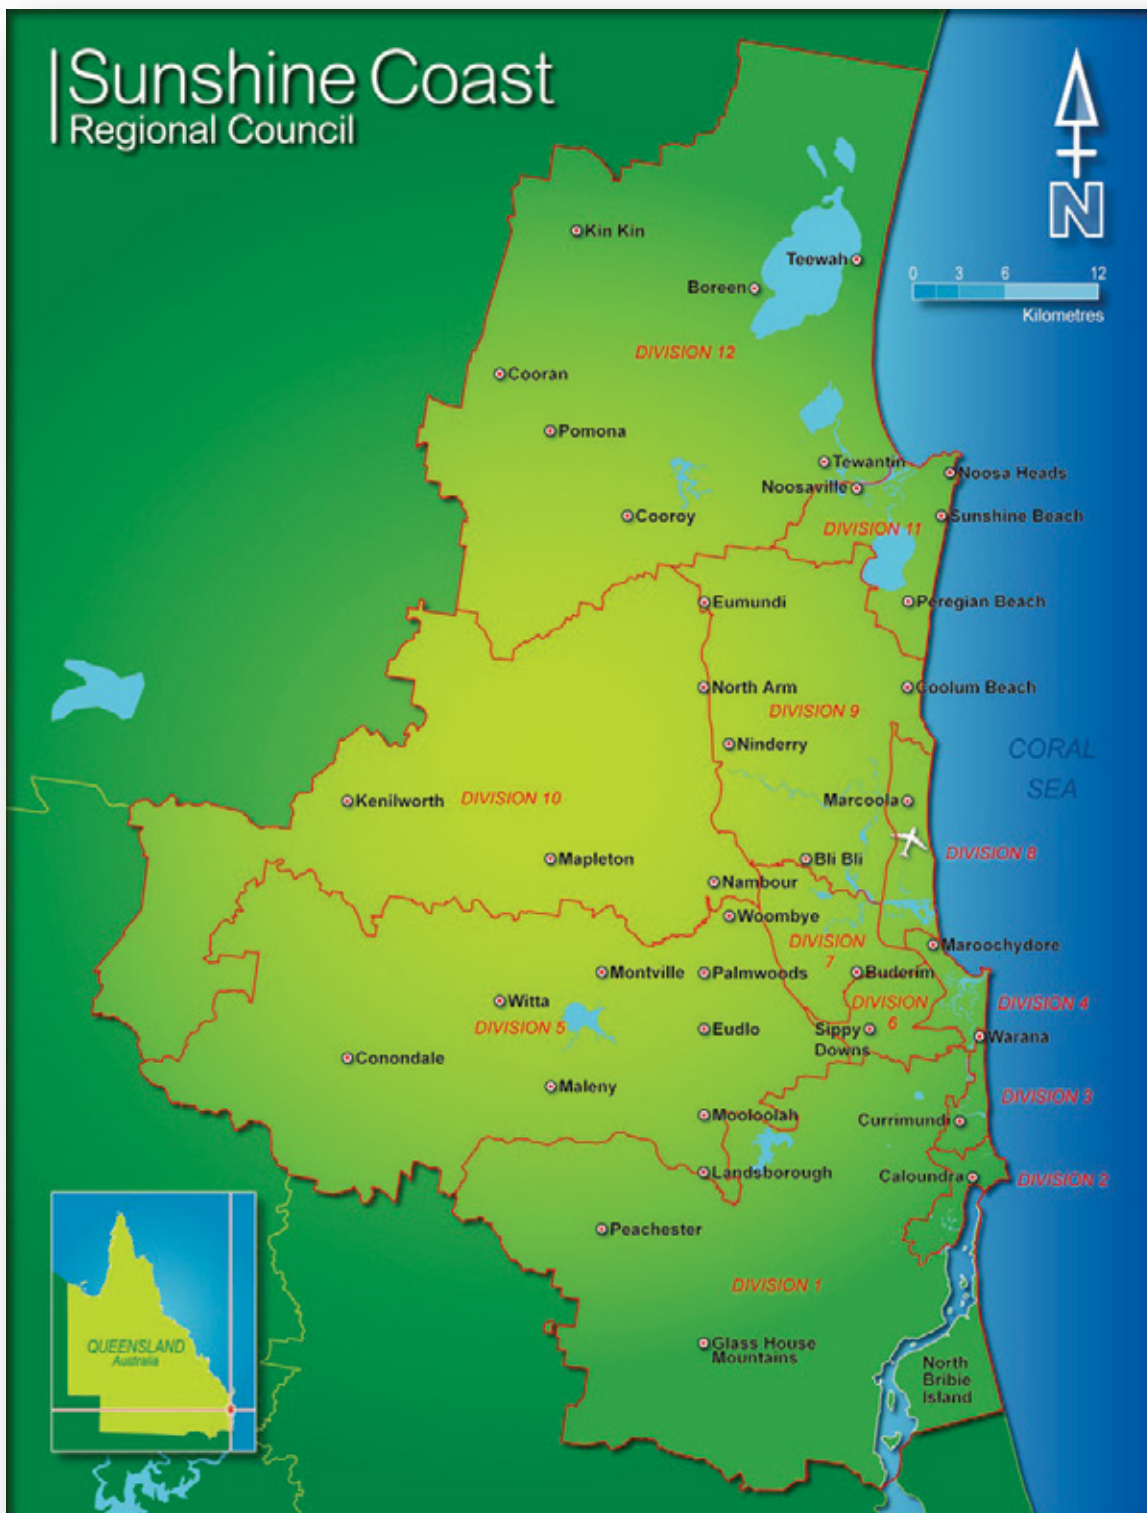 Sunshine Coast
Regional Council
N
0 3 6 12
Kilometres
Kin Kin
Teewah
Boreen
DIVISION 12
Cooran
Pomona
Tewantin
Noosa Heads
Noosaville
Cooroy
Sunshine Beach
DIVISION 11
Eumundi
Peregian Beach
North Arm
Coolum Beach
DIVISION 9
Ninderry
CORAL
SEA
Kenilworth
DIVISION 10
Marcoola
Mapleton
Bli Bli
DIVISION 8
Nambour
Woombye
DIVISION
7
Maroochydore
Montville
Palmwoods
Buderim
Witta
DIVISION
6
DIVISION 4
DIVISION 5
Eudlo
Sippy
Downs
Warana
Conondale
Maleny
DIVISION 3
Mooloolah
Currimundi
Landsborough
Caloundra
DIVISION 2
Peachester
DIVISION 1
QUEENSLAND
Australia
Glass House
Mountains
North
Bribie
Island